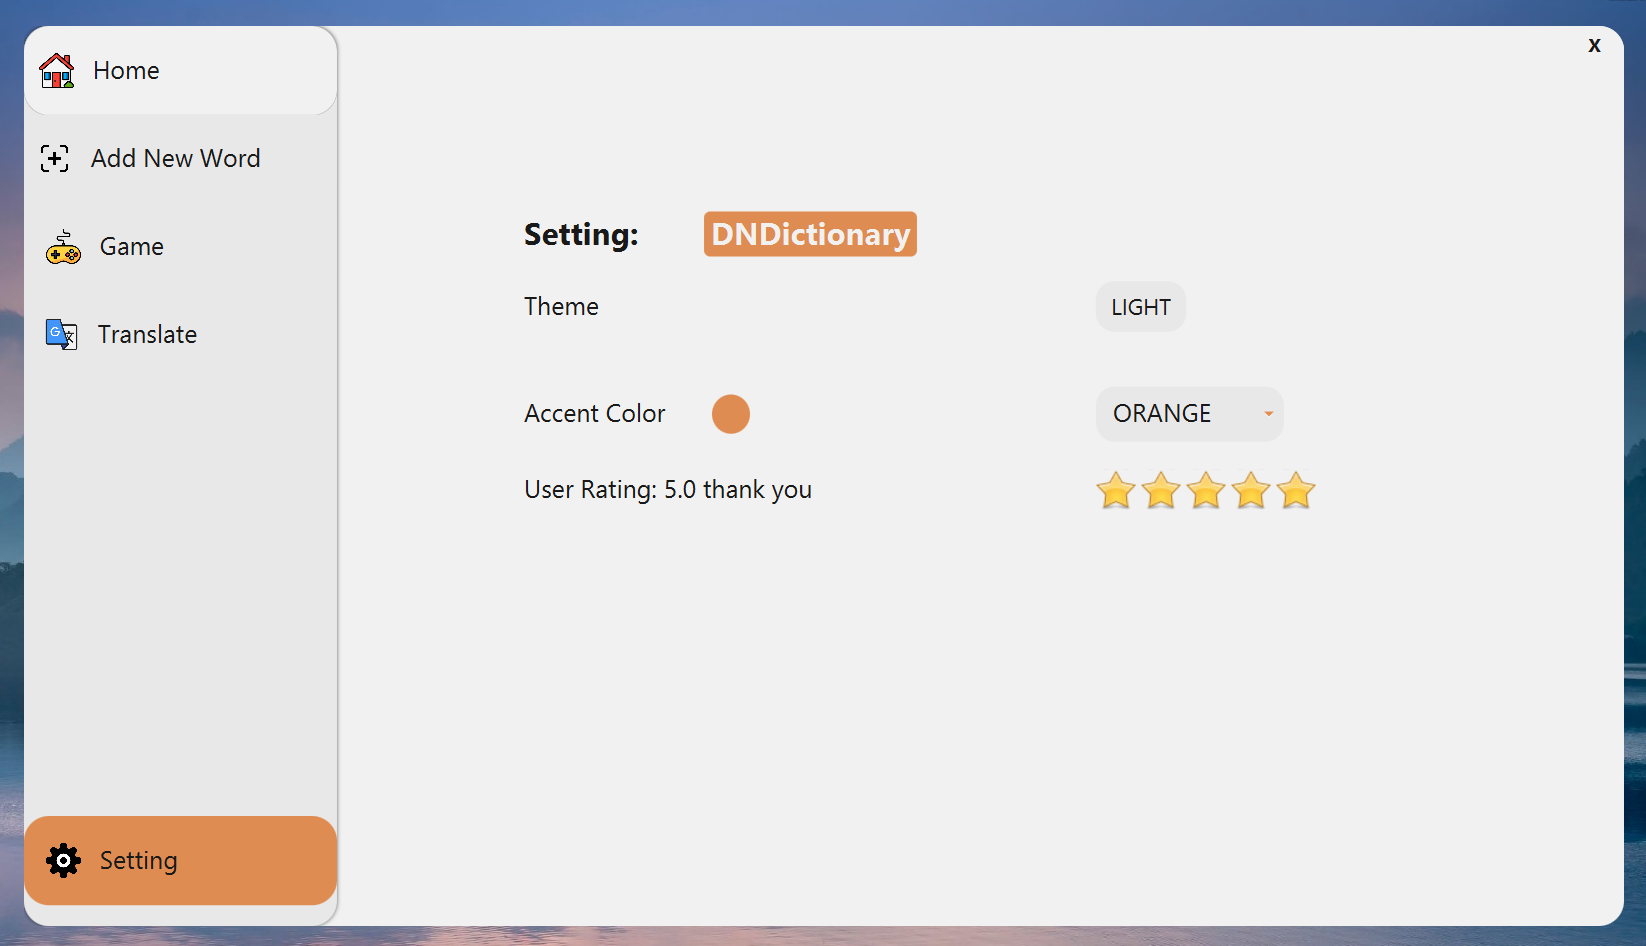 Home
X
Add New Word
Game
Translate
Setting: DNDictionary
Theme LIGHT
Accent Color ORANGE
User Rating: 5.0 thank you
Setting